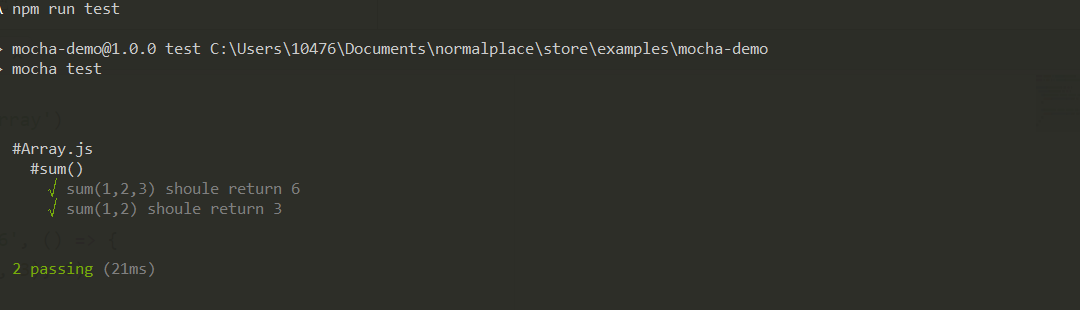 λ npm run test
> mocha-demo@1.0.0 test C:\Users\10476\Documents\normalplace\store\examples\mocha-demo
> mocha test
#Array.js
#sum()
√ sum(1,2,3) shoule return 6
√ sum(1,2) shoule return 3
2 passing (21ms)